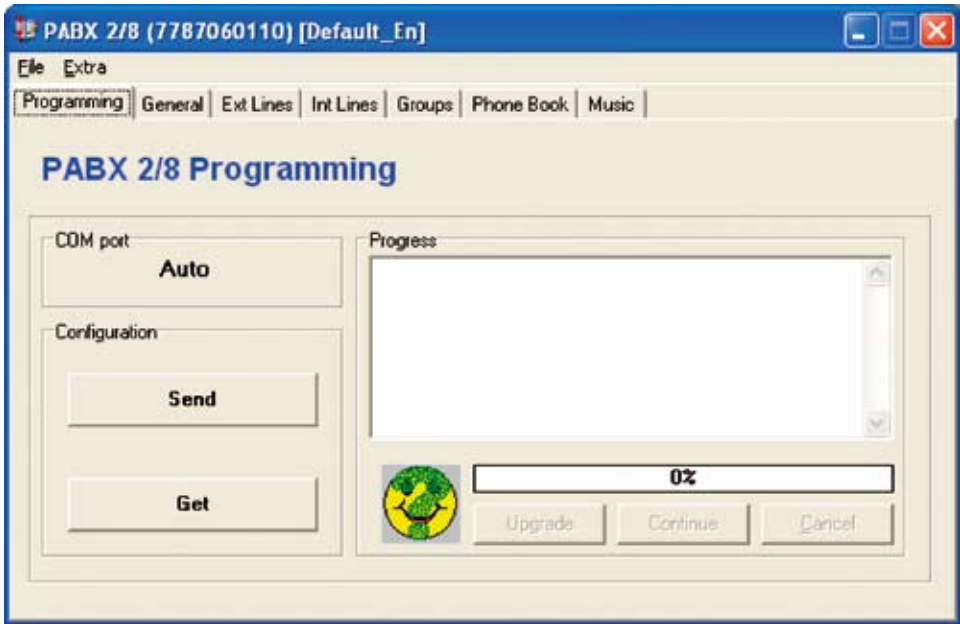 PABX 2/8 (7787060110) [Default_En]
File Extra
Programming General Ext Lines Int Lines Groups Phone Book Music
PABX 2/8 Programming
COM port
Auto
Configuration
Send
Get
Progress
0%
Upgrade Continue Cancel